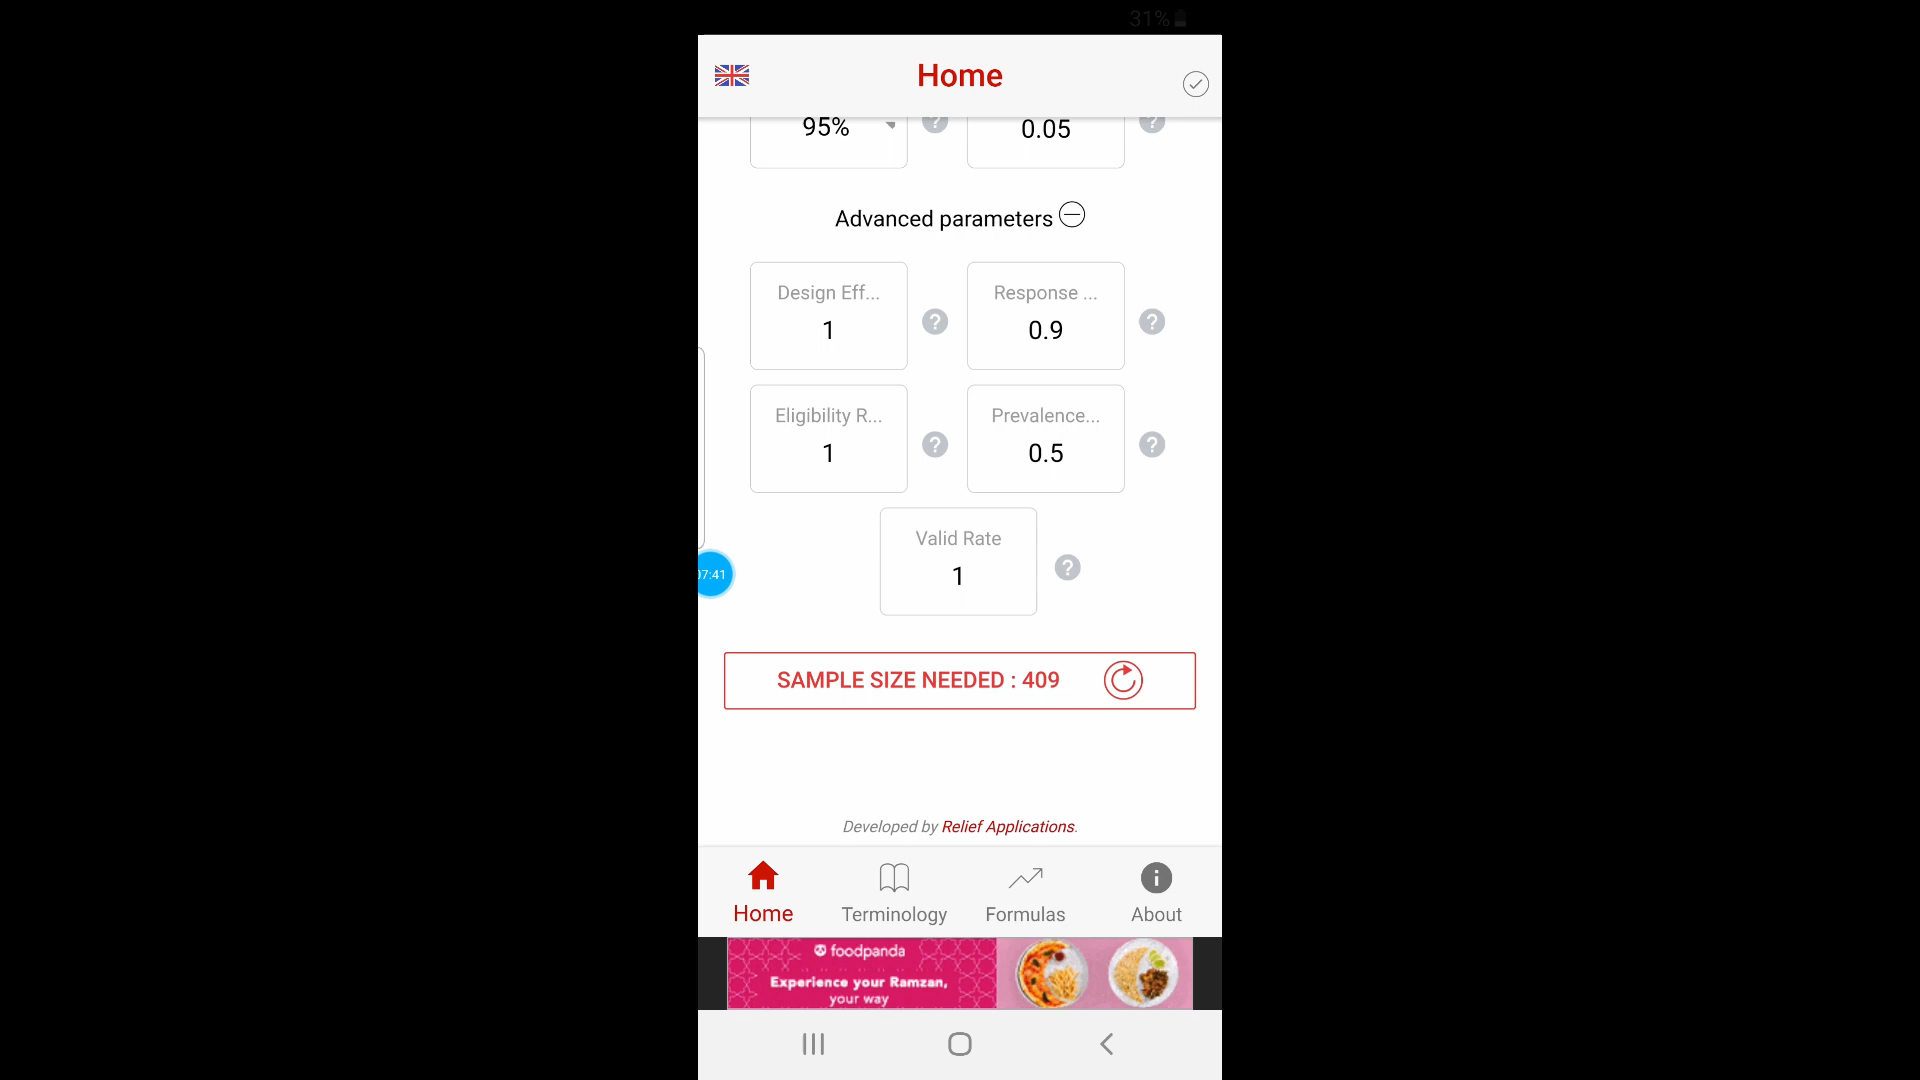 31%
Home
95%
0.05
Advanced parameters
Design Eff...
1
Response ...
0.9
Eligibility R...
1
Prevalence...
0.5
Valid Rate
1
07:41
SAMPLE SIZE NEEDED : 409
Developed by Relief Applications.
Home
Terminology
Formulas
About
foodpanda
Experience your Ramzan,
your way